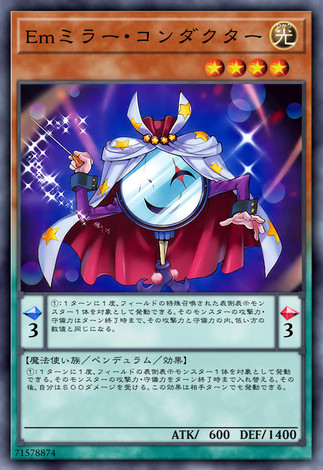 Emミラー・コンダクター
光
①：１ターンに１度、フィールドの特殊召喚された表側表示モン
スター１体を対象として発動できる。そのモンスターの攻撃力・
守備力はターン終了時まで、その攻撃力と守備力の内、低い方の
数値と同じになる。
3
3
【魔法使い族／ペンデュラム／効果】
①：１ターンに１度、フィールドの表側表示モンスター１体を対象として発動
できる。そのモンスターの攻撃力・守備力をターン終了時まで入れ替える。その
後、自分は５００ダメージを受ける。この効果は相手ターンでも発動できる。
ATK/ 600 DEF/1400
71578874